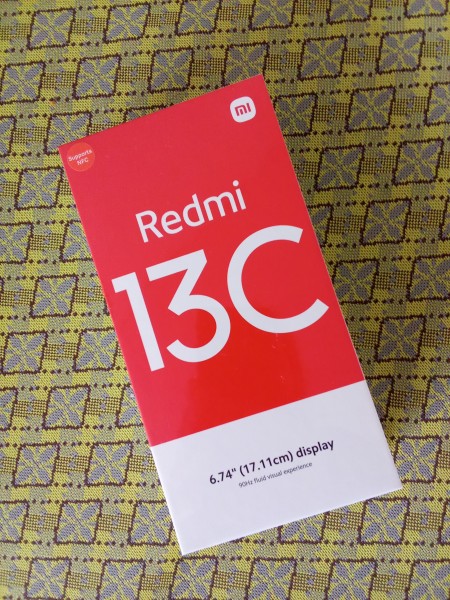 mi
Supports
NFC
Redmi
13C
6.74" (17.11cm) display
90Hz fluid visual experience